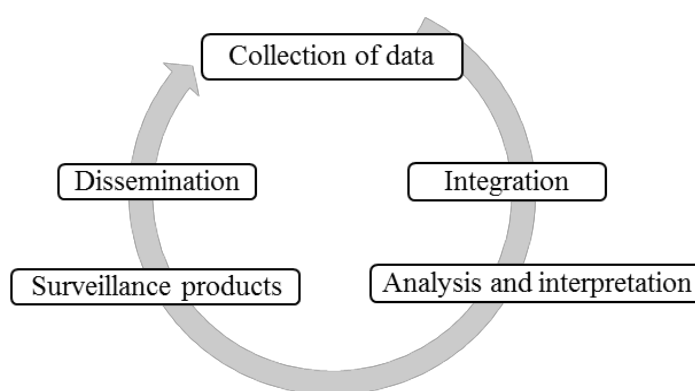 Collection of data
Integration
Analysis and interpretation
Surveillance products
Dissemination